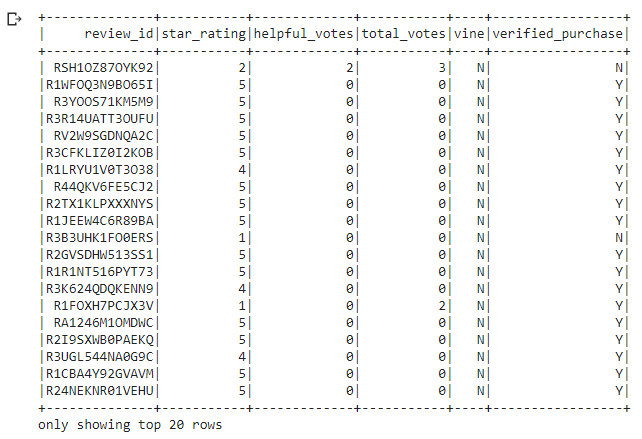 +--------------+-----------+-------------+-----------+----+-----------------+
|     review_id|star_rating|helpful_votes|total_votes|vine|verified_purchase|
+--------------+-----------+-------------+-----------+----+-----------------+
| RSH1OZ87OYK92|          2|            2|          3|   N|                N|
|R1WFOQ3N9BO65I|          5|            0|          0|   N|                Y|
| R3YOOS71KM5M9|          5|            0|          0|   N|                Y|
|R3R14UATT3OUFU|          5|            0|          0|   N|                Y|
| RV2W9SGDNQA2C|          5|            0|          0|   N|                Y|
|R3CFKLIZ0I2KOB|          5|            0|          0|   N|                Y|
|R1LRYU1V0T3O38|          4|            0|          0|   N|                Y|
| R44QKV6FE5CJ2|          5|            0|          0|   N|                Y|
|R2TX1KLPXXXNYS|          5|            0|          0|   N|                Y|
|R1JEEW4C6R89BA|          5|            0|          0|   N|                Y|
|R3B3UHK1FO0ERS|          1|            0|          0|   N|                N|
|R2GVSDHW513SS1|          5|            0|          0|   N|                Y|
|R1R1NT516PYT73|          5|            0|          0|   N|                Y|
|R3K624QDQKENN9|          4|            0|          0|   N|                Y|
|R1FOXH7PCJX3V|          1|            0|          2|   N|                Y|
| RA1246M1OMDWC|          5|            0|          0|   N|                Y|
|R2I9SXWB0PAEKQ|          5|            0|          0|   N|                Y|
|R3UGL544NA0G9C|          4|            0|          0|   N|                Y|
|R1CBA4Y92GVAVM|          5|            0|          0|   N|                Y|
|R24NEKNR01VEHU|          5|            0|          0|   N|                Y|
+--------------+-----------+-------------+-----------+----+-----------------+
only showing top 20 rows